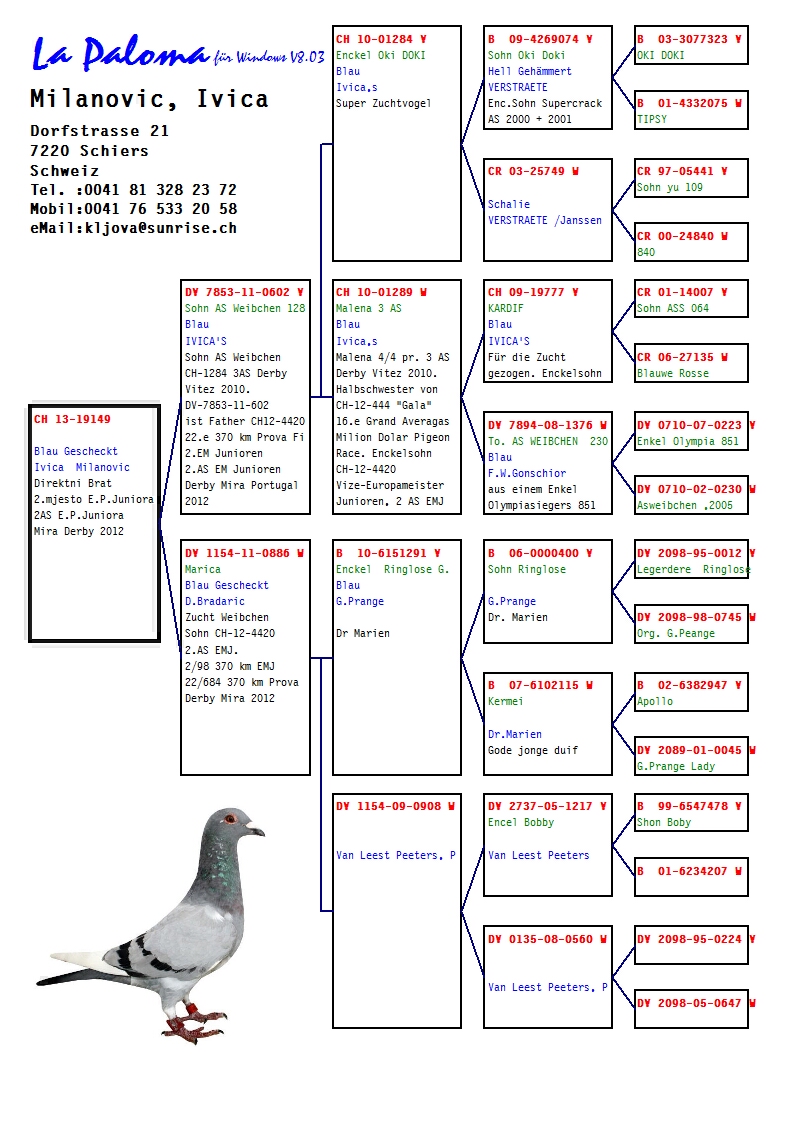 La Paloma für Windows V8.03
Milanovic, Ivica
Dorfstrasse 21
7220 Schiers
Schweiz
Tel. :0041 81 328 23 72
Mobil:0041 76 533 20 58
eMail:kljova@sunrise.ch
CH 13-19149
Blau Gescheckt
Ivica Milanovic
Direktni Brat
2.mjesto E.P.Juniora
2AS E.P.Juniora
Mira Derby 2012
DV 7853-11-0602 V
Sohn AS Weibchen 128
Blau
IVICA'S
Sohn AS Weibchen
CH-1284 3AS Derby
Vitez 2010.
DV-7853-11-602
ist Father CH12-4420
22.e 370 km Prova Fi
2.EM Junioren
2.AS EM Junioren
Derby Mira Portugal
2012
DV 1154-11-0886 W
Marica
Blau Gescheckt
D.Bradaric
Zucht Weibchen
Sohn CH-12-4420
2.AS EMJ.
2/98 370 km EMJ
22/684 370 km Prova
Derby Mira 2012
CH 10-01284 V
Enckel Oki DOKI
Blau
Ivica,s
Super Zuchtvogel
CH 10-01289 W
Malena 3 AS
Blau
Ivica,s
Malena 4/4 pr. 3 AS
Derby Vitez 2010.
Halbschwester von
CH-12-444 "Gala"
16.e Grand Averagas
Milion Dolar Pigeon
Race. Enckelsohn
CH-12-4420
Vize-Europameister
Junioren, 2 AS EMJ
B 10-6151291 V
Enckel Ringlose G.
Blau
G.Prange
Dr Marien
DV 1154-09-0908 W
Van Leest Peeters, P
B 09-4269074 V
Sohn Oki Doki
Hell Gehämmert
VERSTRAETE
Enc.Sohn Supercrack
AS 2000 + 2001
CR 03-25749 W
Schalie
VERSTRAETE /Janssen
CH 09-19777 V
KARDIF
Blau
IVICA'S
Für die Zucht
gezogen. Enckelsohn
DV 7894-08-1376 W
To. AS WEIBCHEN 230
Blau
F.W.Gonschior
aus einem Enkel
Olympiasiegers 851
B 06-0000400 V
Sohn Ringlose
G.Prange
Dr. Marien
B 07-6102115 W
Kermei
Dr.Marien
Gode jonge duif
DV 2737-05-1217 V
Encel Bobby
Van Leest Peeters
DV 0135-08-0560 W
Van Leest Peeters, P
B 03-3077323 V
OKI DOKI
B 01-4332075 W
TIPSY
CR 97-05441 V
Sohn yu 109
CR 00-24840 W
840
CR 01-14007 V
Sohn ASS 064
CR 06-27135 W
Blauwe Rosse
DV 0710-07-0223 V
Enkel Olympia 851
DV 0710-02-0230 W
Asweibchen ,2005
DV 2098-95-0012 V
Legerdere Ringlose
DV 2098-98-0745 W
Org. G.Peange
B 02-6382947 V
Apollo
DV 2089-01-0045 W
G.Prange Lady
B 99-6547478 V
Shon Boby
B 01-6234207 W
DV 2098-95-0224 V
DV 2098-05-0647 W